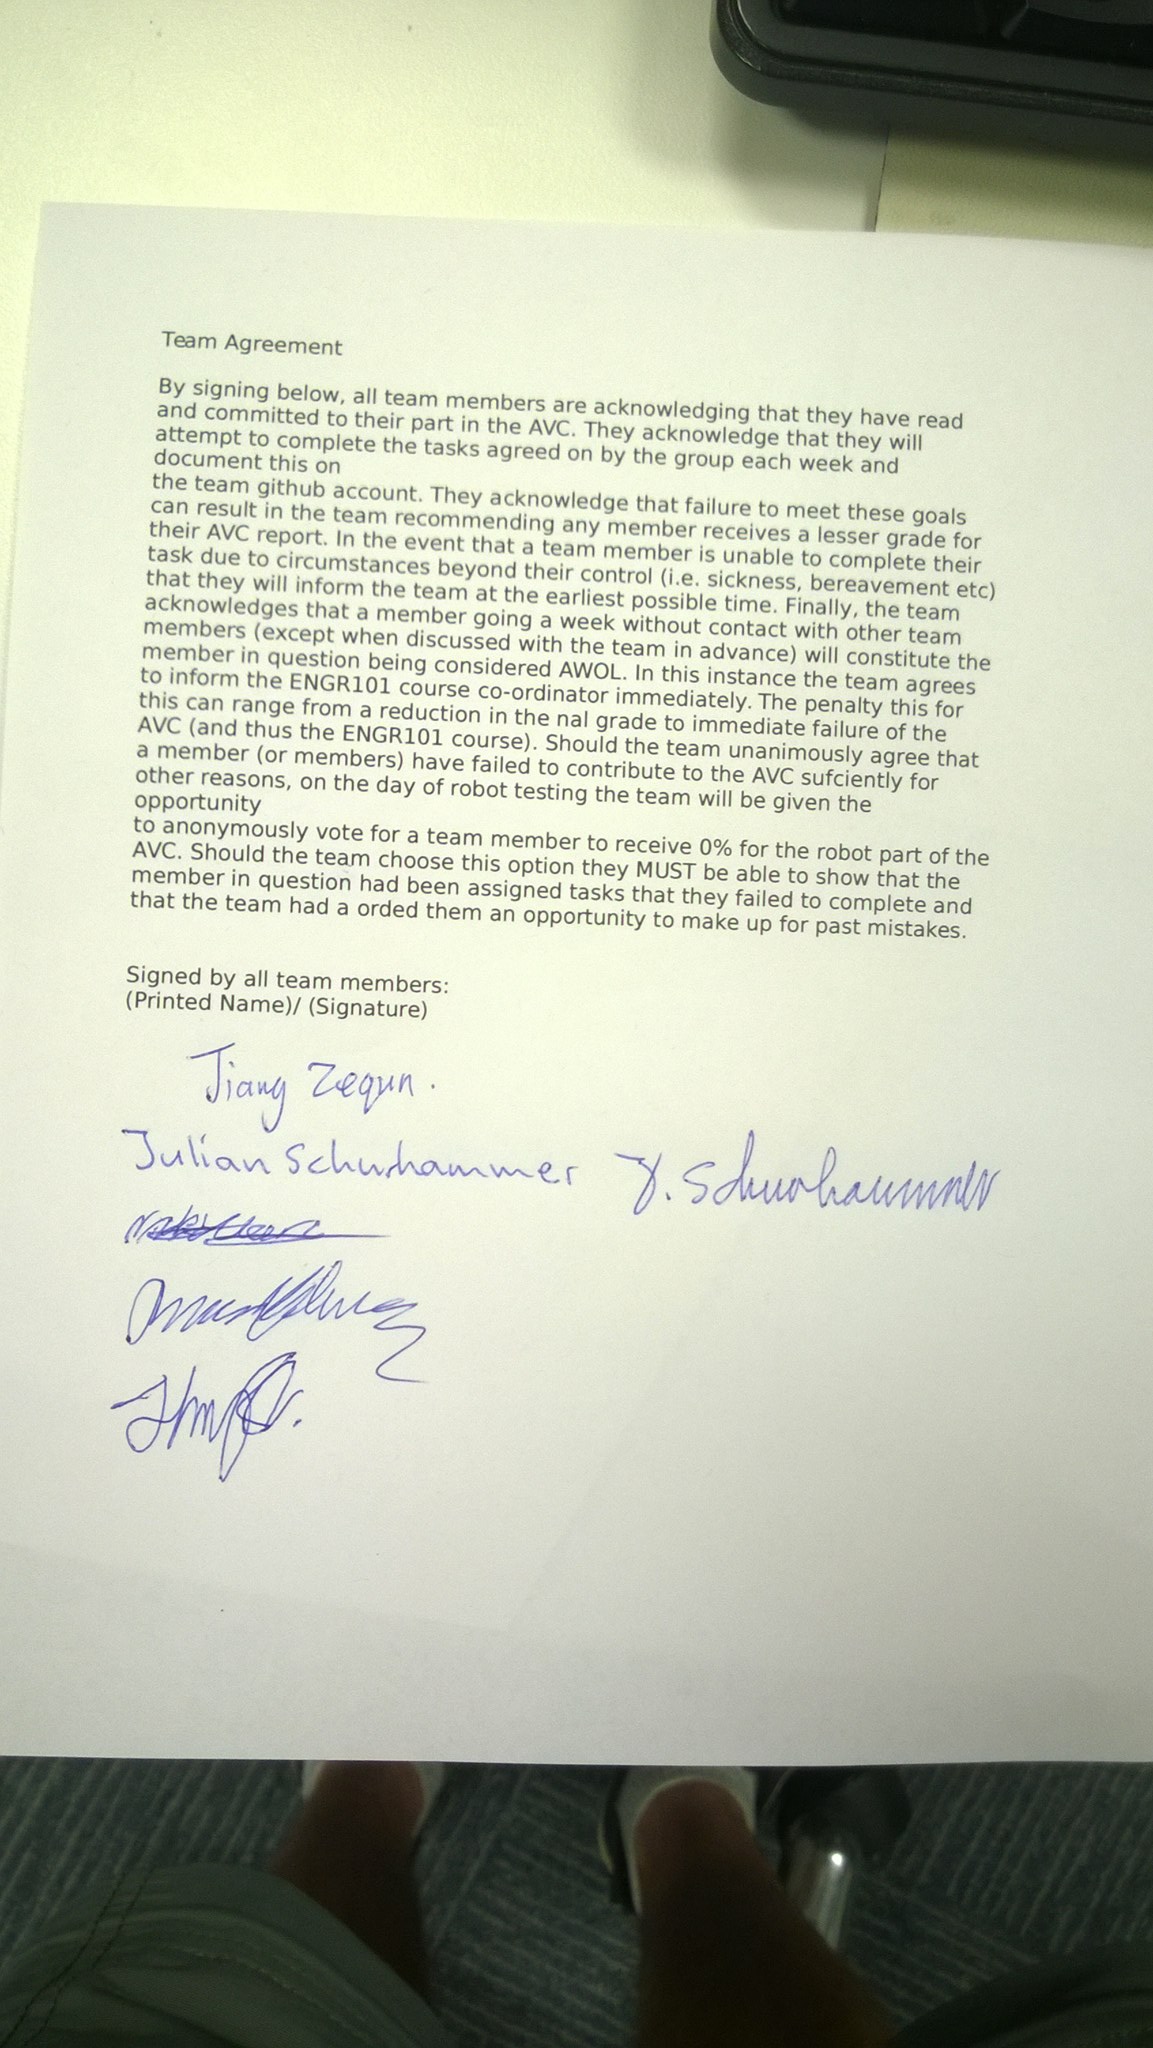 Team Agreement
By signing below, all team members are acknowledging that they have read
and committed to their part in the AVC. They acknowledge that they will
attempt to complete the tasks agreed on by the group each week and
document this on
the team github account. They acknowledge that failure to meet these goals
can result in the team recommending any member receives a lesser grade for
their AVC report. In the event that a team member is unable to complete their
task due to circumstances beyond their control (i.e. sickness, bereavement etc)
that they will inform the team at the earliest possible time. Finally, the team
acknowledges that a member going a week without contact with other team
members (except when discussed with the team in advance) will constitute the
member in question being considered AWOL. In this instance the team agrees
to inform the ENGR101 course co-ordinator immediately. The penalty this for
this can range from a reduction in the nal grade to immediate failure of the
AVC (and thus the ENGR101 course). Should the team unanimously agree that
a member (or members) have failed to contribute to the AVC sufciently for
other reasons, on the day of robot testing the team will be given the
opportunity
to anonymously vote for a team member to receive 0% for the robot part of the
AVC. Should the team choose this option they MUST be able to show that the
member in question had been assigned tasks that they failed to complete and
that the team had a orded them an opportunity to make up for past mistakes.
Signed by all team members:
(Printed Name)/ (Signature)
Jiang Zequn.
Julian Schurhammer J. Schurhammer